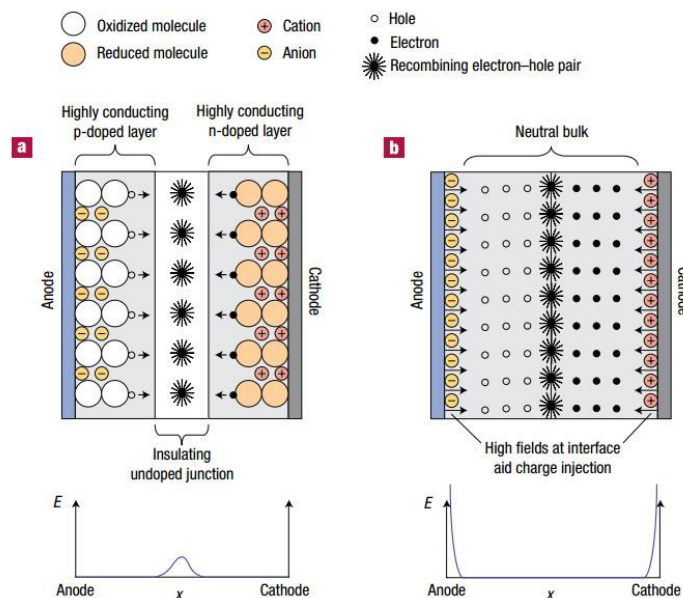 Oxidized molecule
Reduced molecule
+ Cation
− Anion
Hole
Electron
Recombining electron–hole pair
a
Highly conducting
p-doped layer
Highly conducting
n-doped layer
Anode
Cathode
Insulating
undoped junction
E
Anode
x
Cathode
b
Neutral bulk
Anode
Cathode
High fields at interface
aid charge injection
E
Anode
x
Cathode